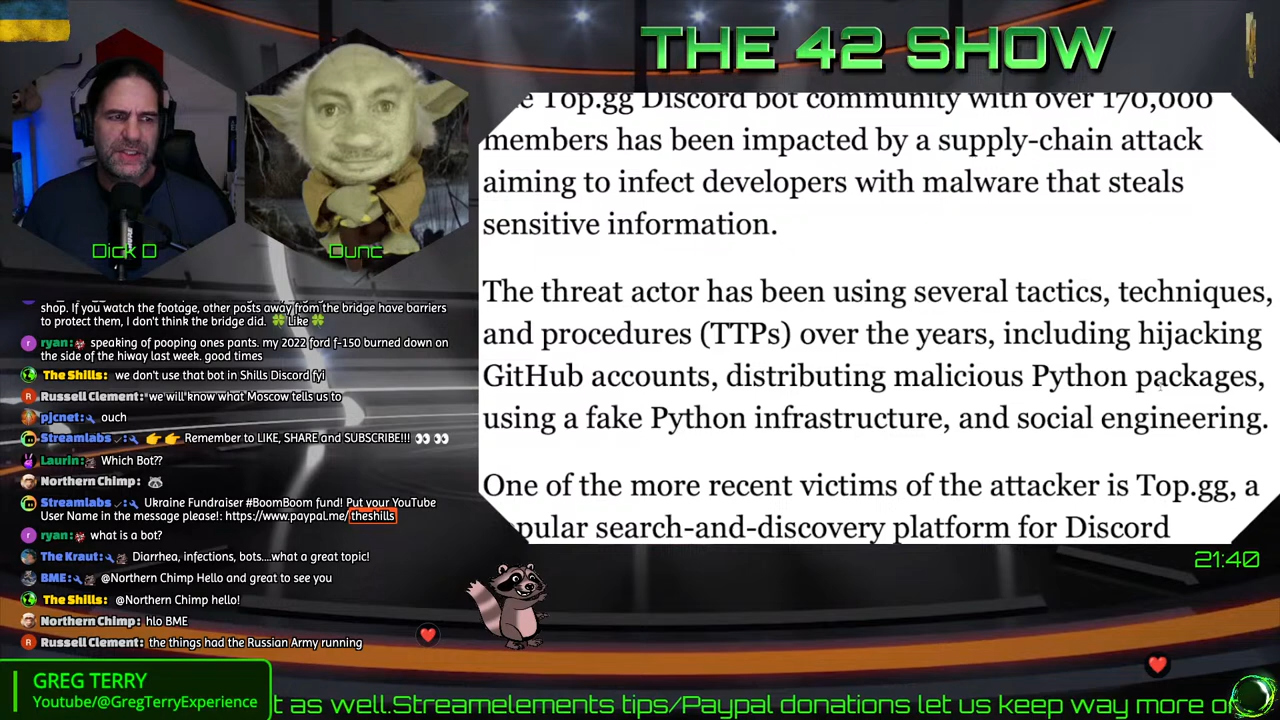 THE 42 SHOW
Dick D
Dunc
e Top.gg Discord bot community with over 170,000
members has been impacted by a supply-chain attack
aiming to infect developers with malware that steals
sensitive information.
The threat actor has been using several tactics, techniques,
and procedures (TTPs) over the years, including hijacking
GitHub accounts, distributing malicious Python packages,
using a fake Python infrastructure, and social engineering.
One of the more recent victims of the attacker is Top.gg, a
opular search-and-discovery platform for Discord
21:40
shop. If you watch the footage, other posts away from the bridge have barriers
to protect them, I don't think the bridge did. 🍀 Like 🍀
ryan: speaking of pooping ones pants. my 2022 ford f-150 burned down on
the side of the hiway last week. good times
The Shills: we don't use that bot in Shills Discord fyi
Russell Clement: we will know what Moscow tells us to
pjcnet: ouch
Streamlabs: 👉 👉 Remember to LIKE, SHARE and SUBSCRIBE!!! 👀 👀
Laurin: Which Bot??
Northern Chimp: 🦝
Streamlabs: Ukraine Fundraiser #BoomBoom fund! Put your YouTube
User Name in the message please!: https://www.paypal.me/theshills
ryan: what is a bot?
The Kraut: Diarrhea, infections, bots....what a great topic!
BME: @Northern Chimp Hello and great to see you
The Shills: @Northern Chimp hello!
Northern Chimp: hlo BME
Russell Clement: the things had the Russian Army running
GREG TERRY
Youtube/@GregTerryExperience
t as well.Streamelements tips/Paypal donations let us keep way more o